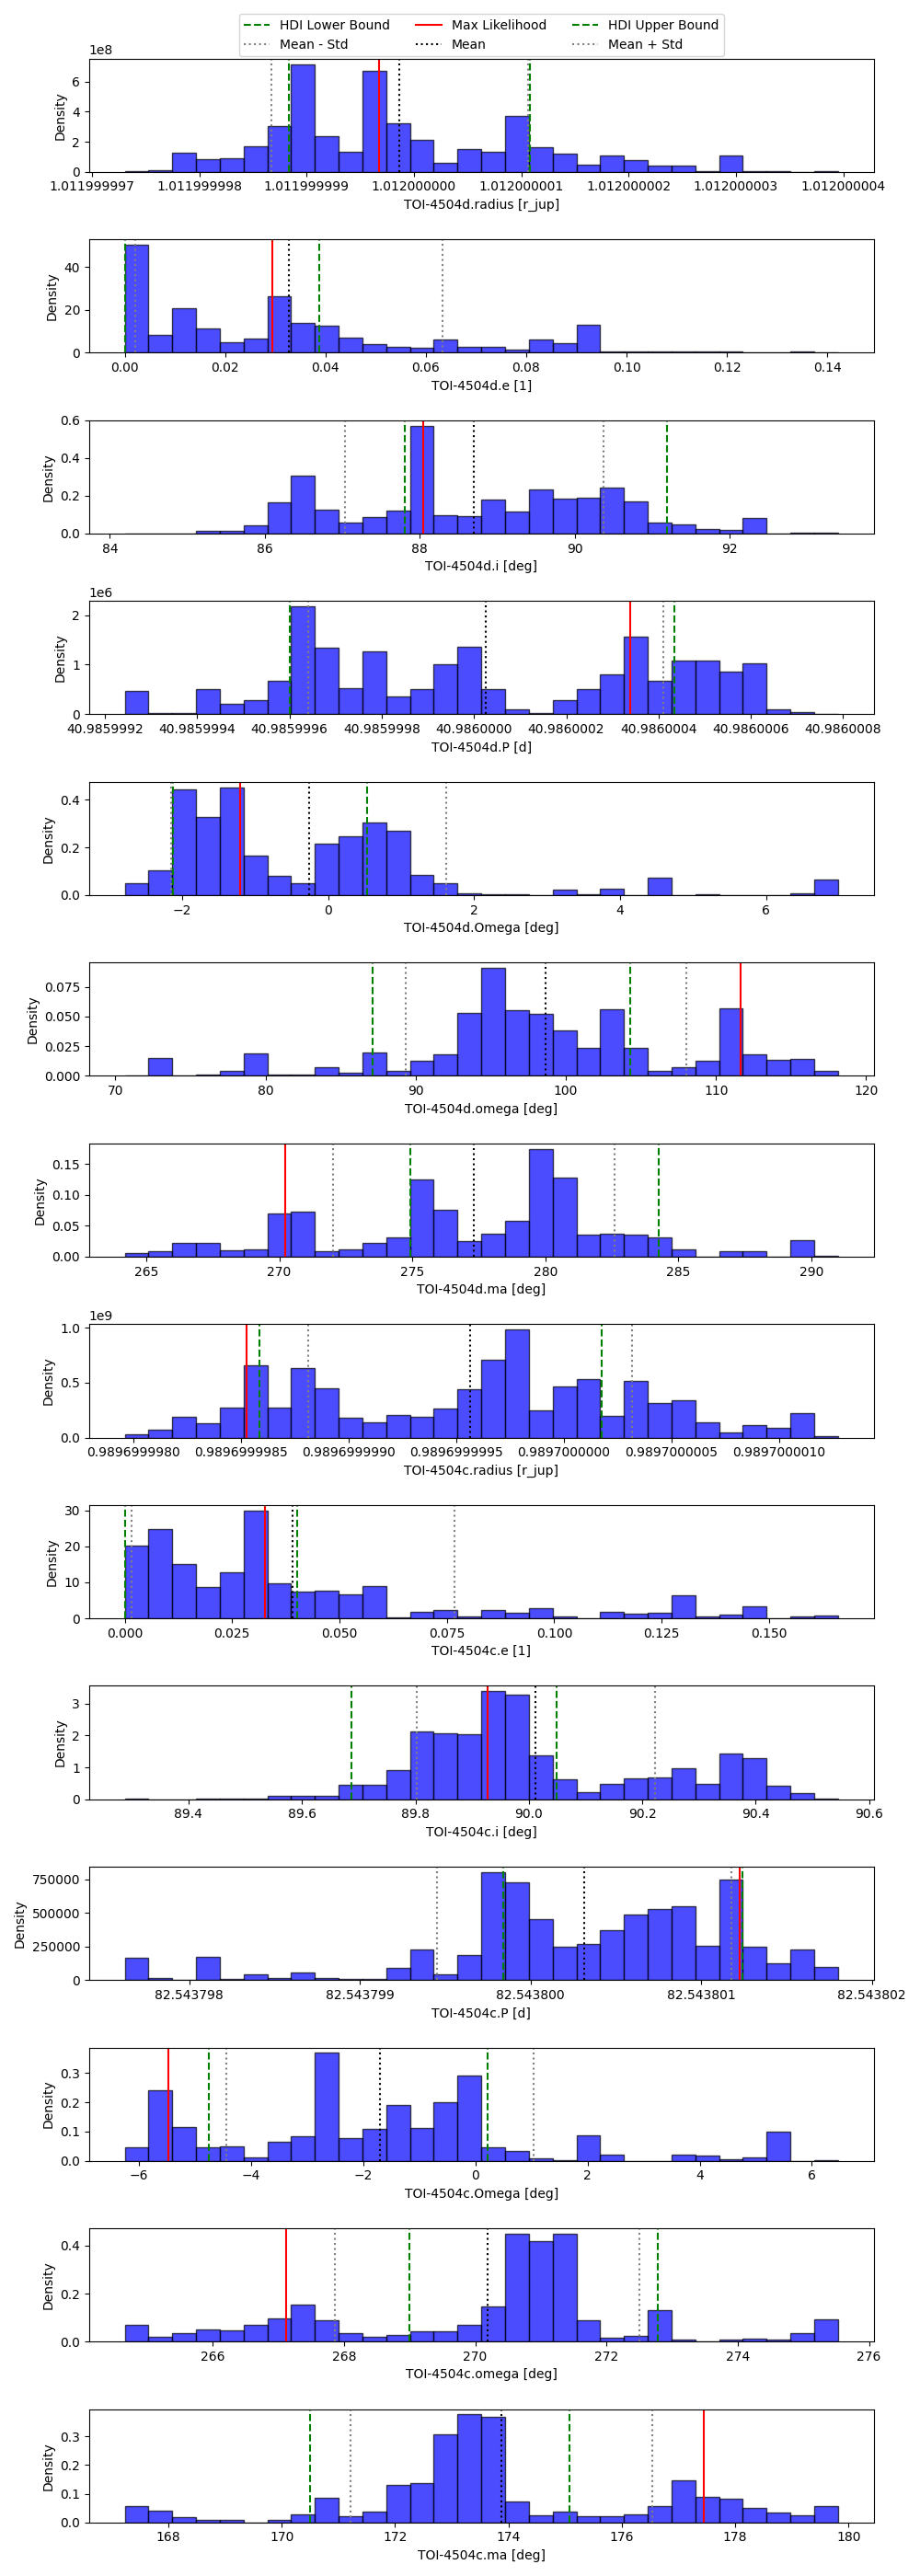 HDI Lower Bound Max Likelihood HDI Upper Bound
Mean - Std Mean Mean + Std
1e8
Density
6
4
2
0
1.011999997 1.011999998 1.011999999 1.012000000 1.012000001 1.012000002 1.012000003 1.012000004
TOI-4504d.radius [r_jup]
Density
40
20
0
0.00 0.02 0.04 0.06 0.08 0.10 0.12 0.14
TOI-4504d.e [1]
Density
0.6
0.4
0.2
0.0
84 86 88 90 92
TOI-4504d.i [deg]
1e6
Density
2
1
0
40.9859992 40.9859994 40.9859996 40.9859998 40.9860000 40.9860002 40.9860004 40.9860006 40.9860008
TOI-4504d.P [d]
Density
0.4
0.2
0.0
−2 0 2 4 6
TOI-4504d.Omega [deg]
Density
0.075
0.050
0.025
0.000
70 80 90 100 110 120
TOI-4504d.omega [deg]
Density
0.15
0.10
0.05
0.00
265 270 275 280 285 290
TOI-4504d.ma [deg]
1e9
Density
1.0
0.5
0.0
0.9896999980 0.9896999985 0.9896999990 0.9896999995 0.9897000000 0.9897000005 0.9897000010
TOI-4504c.radius [r_jup]
Density
30
20
10
0
0.000 0.025 0.050 0.075 0.100 0.125 0.150
TOI-4504c.e [1]
Density
3
2
1
0
89.4 89.6 89.8 90.0 90.2 90.4 90.6
TOI-4504c.i [deg]
Density
750000
500000
250000
0
82.543798 82.543799 82.543800 82.543801 82.543802
TOI-4504c.P [d]
Density
0.3
0.2
0.1
0.0
−6 −4 −2 0 2 4 6
TOI-4504c.Omega [deg]
Density
0.4
0.2
0.0
266 268 270 272 274 276
TOI-4504c.omega [deg]
Density
0.3
0.2
0.1
0.0
168 170 172 174 176 178 180
TOI-4504c.ma [deg]